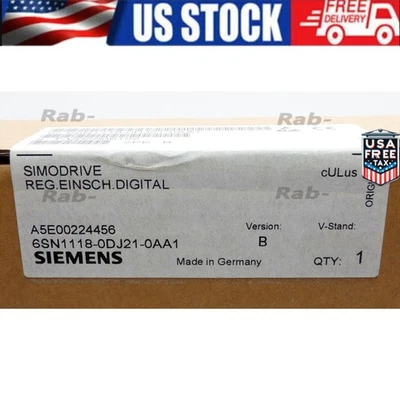 US STOCK
FREE
DELIVERY
Rab- Rab-
SIMODRIVE
REG.EINSCH.DIGITAL
cULus
USA
FREE
TAX
A5E00224456
6SN1118-0DJ21-0AA1
SIEMENS
Version:
B
V-Stand:
Made in Germany
QTY: 1
Rab- Rab-